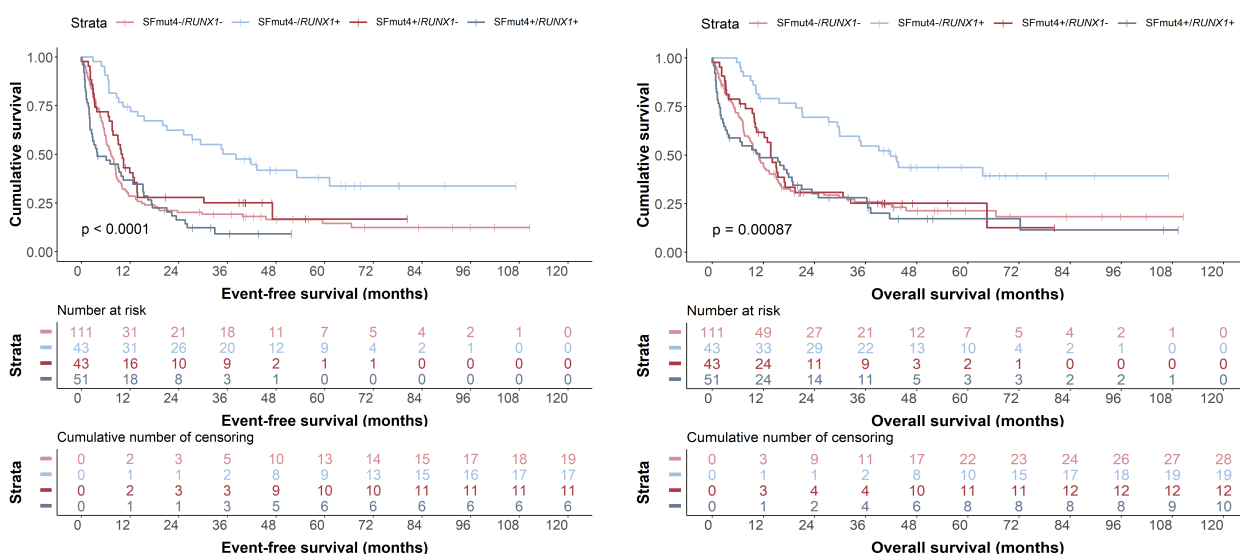 Strata SFmut4-/RUNX1- SFmut4-/RUNX1+ SFmut4+/RUNX1- SFmut4+/RUNX1+
Cumulative survival
1.00
0.75
0.50
0.25
0.00
p < 0.0001
0 12 24 36 48 60 72 84 96 108 120
Event-free survival (months)
Number at risk
Strata
111 31 21 18 11 7 5 4 2 1 0
43 31 26 20 12 9 4 2 1 0 0
43 16 10 9 2 1 1 0 0 0 0
51 18 8 3 1 0 0 0 0 0 0
0 12 24 36 48 60 72 84 96 108 120
Event-free survival (months)
Cumulative number of censoring
Strata
0 2 3 5 10 13 14 15 17 18 19
0 1 1 2 8 9 13 15 16 17 17
0 2 3 3 9 10 10 11 11 11 11
0 1 1 3 5 6 6 6 6 6 6
0 12 24 36 48 60 72 84 96 108 120
Event-free survival (months)
Strata SFmut4-/RUNX1- SFmut4-/RUNX1+ SFmut4+/RUNX1- SFmut4+/RUNX1+
Cumulative survival
1.00
0.75
0.50
0.25
0.00
p = 0.00087
0 12 24 36 48 60 72 84 96 108 120
Overall survival (months)
Number at risk
Strata
111 49 27 21 12 7 5 4 2 1 0
43 33 29 22 13 10 4 2 1 0 0
43 24 11 9 3 2 1 0 0 0 0
51 24 14 11 5 3 3 2 2 1 0
0 12 24 36 48 60 72 84 96 108 120
Overall survival (months)
Cumulative number of censoring
Strata
0 3 9 11 17 22 23 24 26 27 28
0 1 1 2 8 10 15 17 18 19 19
0 3 4 4 10 11 11 12 12 12 12
0 1 2 4 6 8 8 8 8 9 10
0 12 24 36 48 60 72 84 96 108 120
Overall survival (months)